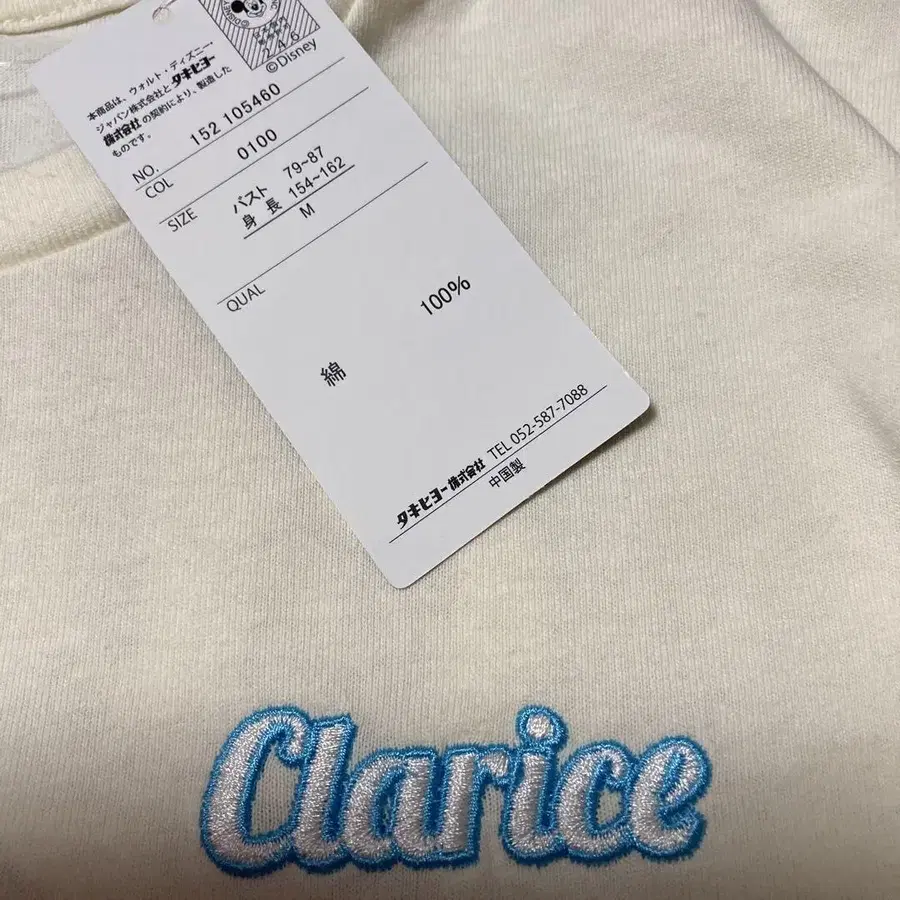 246
©Disney
本商品は、ウォルト・ディズニー・
ジャパン株式会社とタキヒヨー
株式会社の契約により、製造した
ものです。
NO. 152 105460
COL 0100
SIZE バスト 79~87
身長 154~162
M
QUAL
綿 100%
タキヒヨー株式会社 TEL 052-587-7088
中国製
Clarice